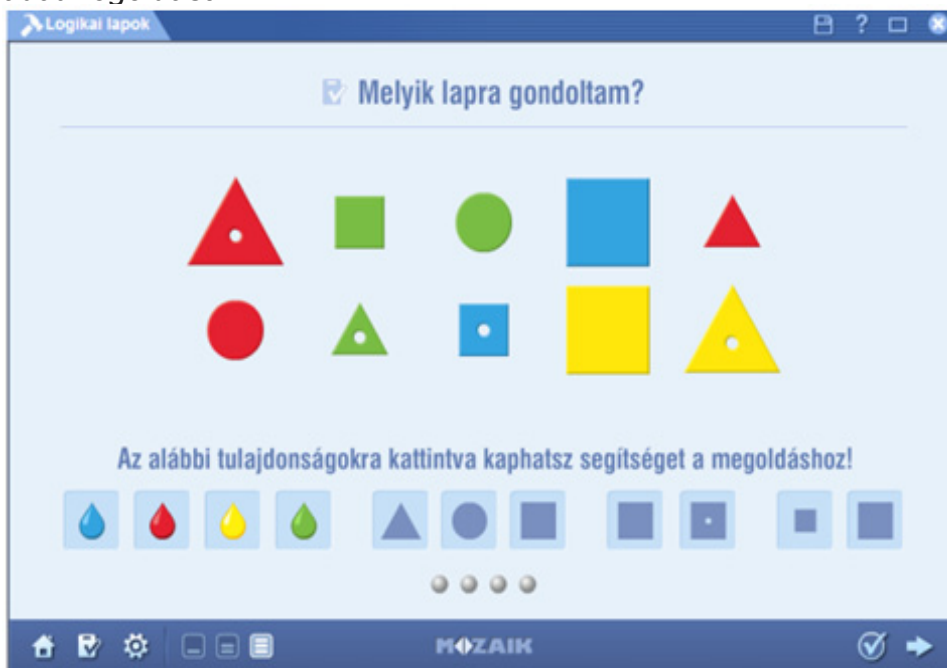 Logikai lapok
?
Melyik lapra gondoltam?
Az alábbi tulajdonságokra kattintva kaphatsz segítséget a megoldáshoz!
MOZAIK